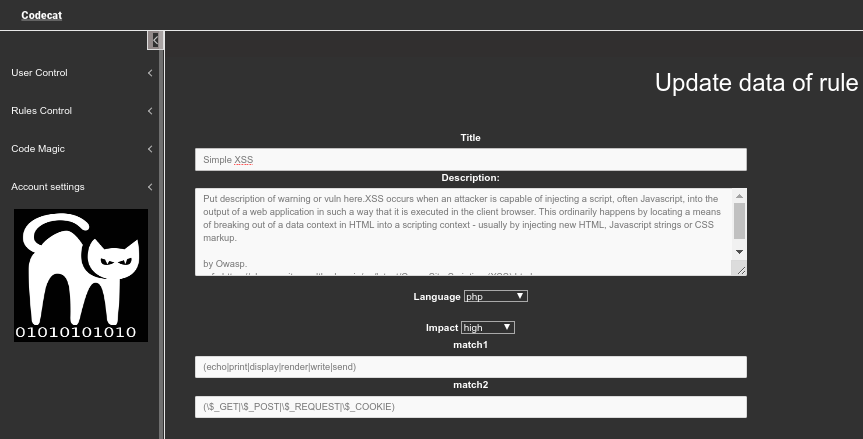 Codecat
User Control
Rules Control
Code Magic
Account settings
01010101010
Update data of rule
Title
Simple XSS
Description:
Put description of warning or vuln here.XSS occurs when an attacker is capable of injecting a script, often Javascript, into the
output of a web application in such a way that it is executed in the client browser. This ordinarily happens by locating a means
of breaking out of a data context in HTML into a scripting context - usually by injecting new HTML, Javascript strings or CSS
markup.
by Owasp.
Language php
Impact high
match1
(echo|print|display|render|write|send)
match2
(\$_GET|\$_POST|\$_REQUEST|\$_COOKIE)